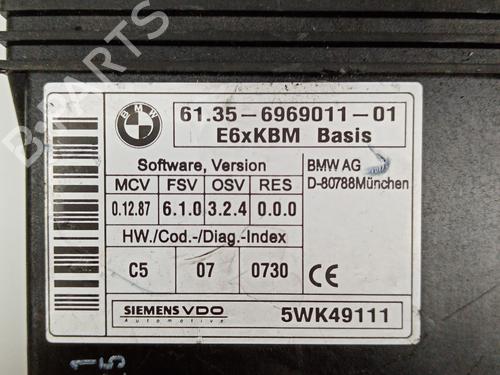 BMW
61.35-6969011-01
E6xKBM Basis
Software, Version
BMW AG
D-80788München
MCV FSV OSV RES
0.12.87 6.1.0 3.2.4 0.0.0
HW./Cod.-/Diag.-Index
C5 07 0730
CE
SIEMENS VDO
Automotive
5WK49111